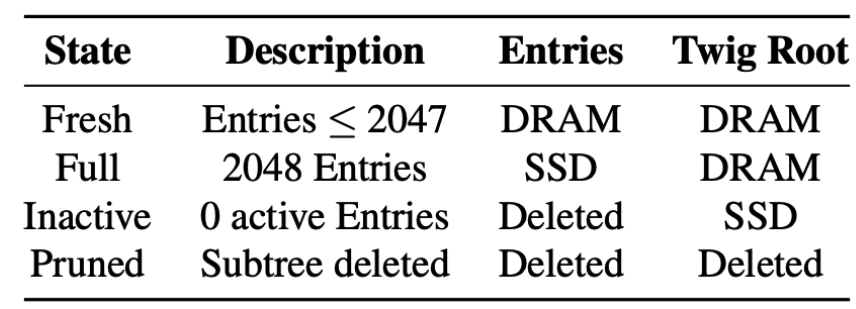 State Description Entries Twig Root
Fresh Entries ≤ 2047 DRAM DRAM
Full 2048 Entries SSD DRAM
Inactive 0 active Entries Deleted SSD
Pruned Subtree deleted Deleted Deleted